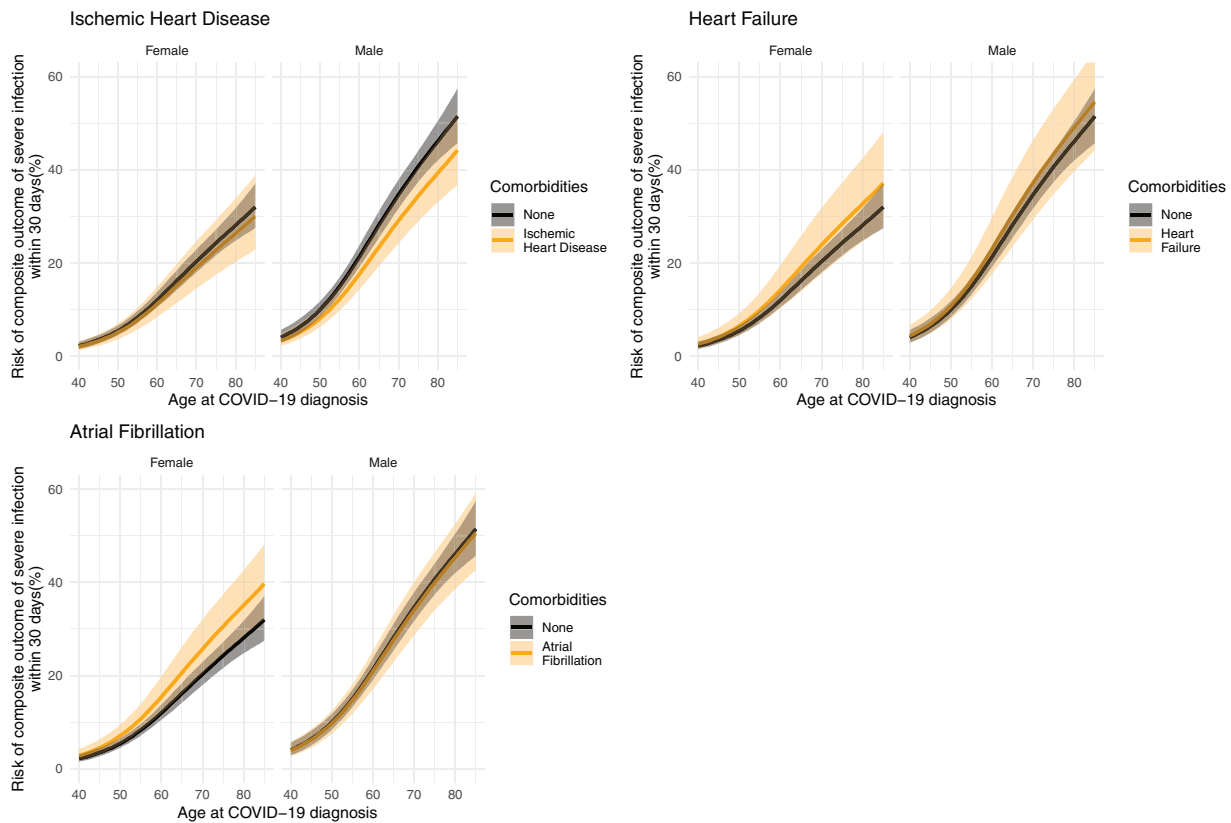 Ischemic Heart Disease
Female
Male
Risk of composite outcome of severe infection
within 30 days(%)
60
40
20
0
40 50 60 70 80
40 50 60 70 80
Age at COVID−19 diagnosis
Comorbidities
None
Ischemic
Heart Disease
Heart Failure
Female
Male
Risk of composite outcome of severe infection
within 30 days(%)
60
40
20
0
40 50 60 70 80
40 50 60 70 80
Age at COVID−19 diagnosis
Comorbidities
None
Heart
Failure
Atrial Fibrillation
Female
Male
Risk of composite outcome of severe infection
within 30 days(%)
60
40
20
0
40 50 60 70 80
40 50 60 70 80
Age at COVID−19 diagnosis
Comorbidities
None
Atrial
Fibrillation